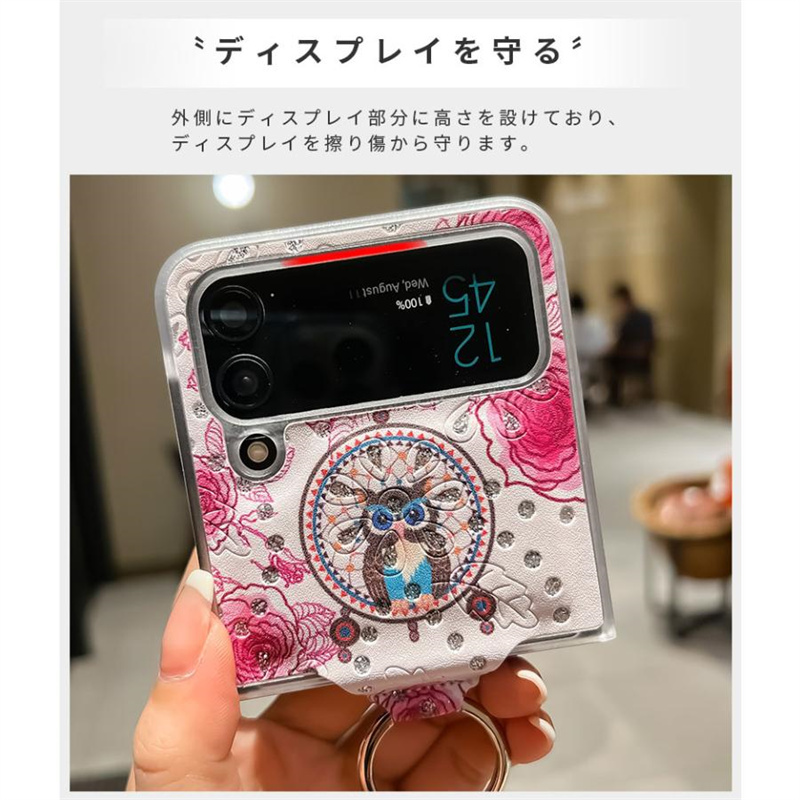 〝ディスプレイを守る〞
外側にディスプレイ部分に高さを設けており、
ディスプレイを擦り傷から守ります。
Wed, August 11
100%
12
45